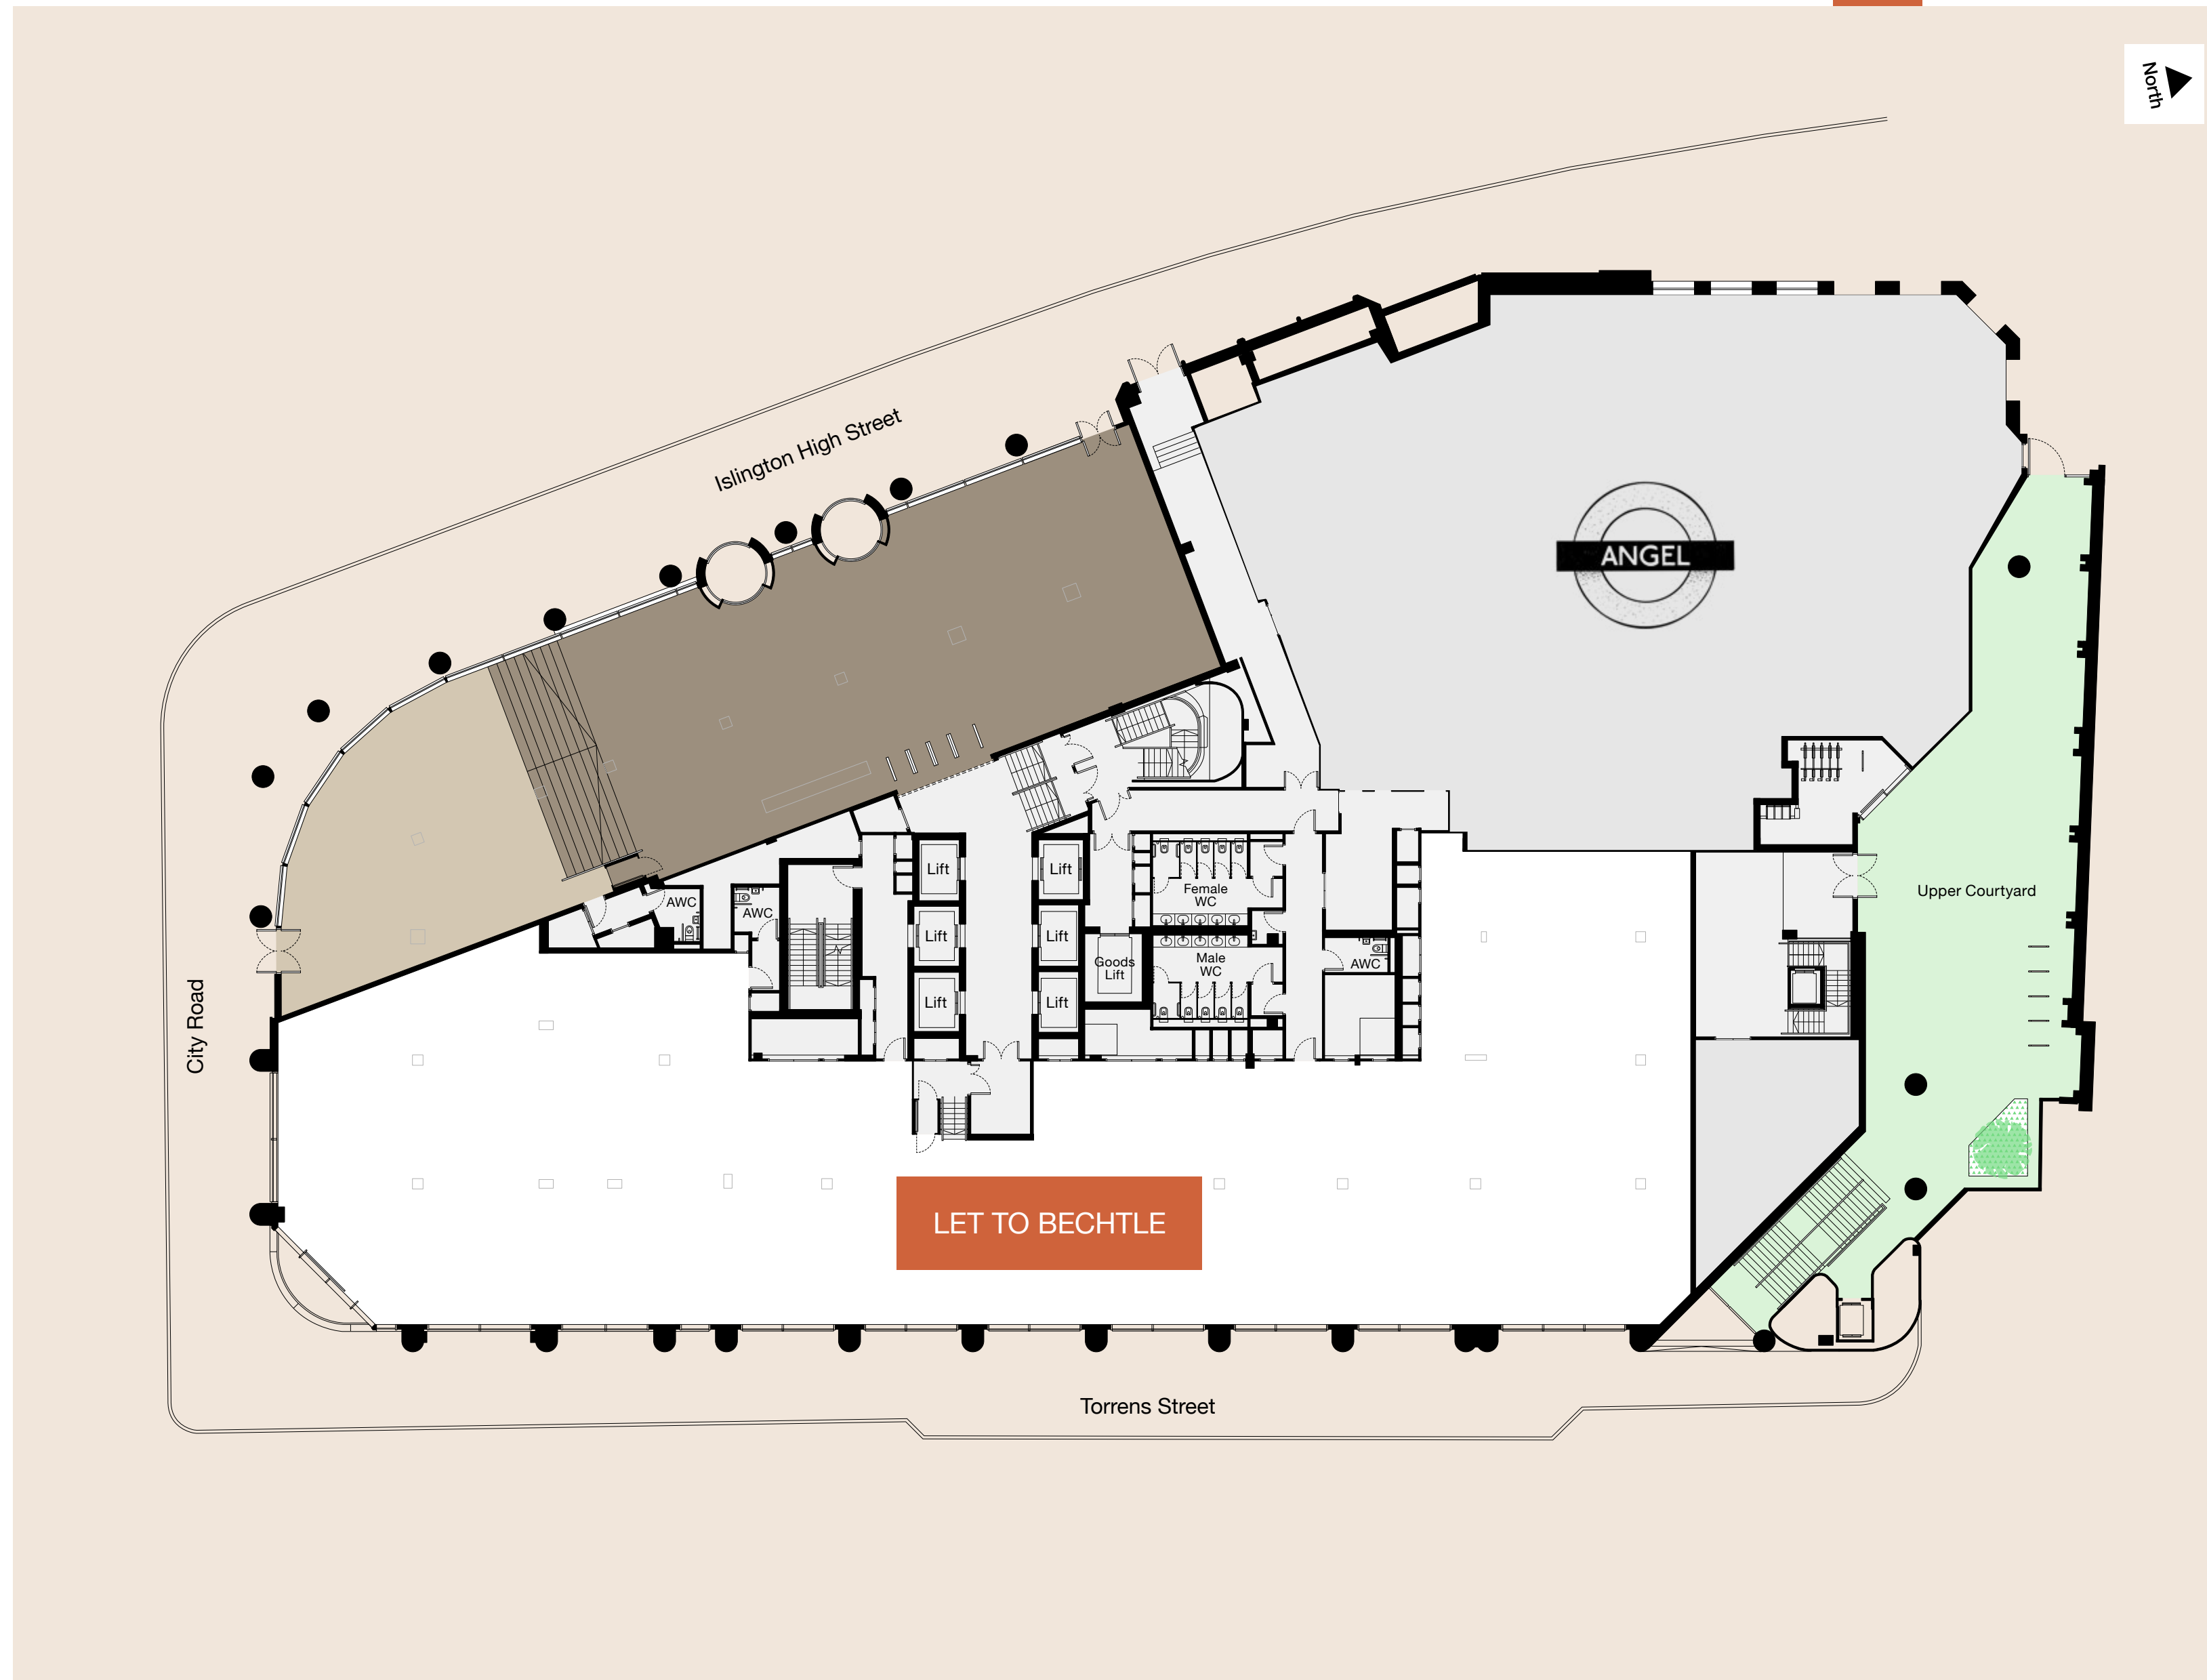 North
Islington High Street
ANGEL
Lift
Lift
Female
WC
AWC
AWC
Upper Courtyard
Lift
Lift
Goods
Lift
Male
WC
AWC
Lift
Lift
City Road
LET TO BECHTLE
Torrens Street